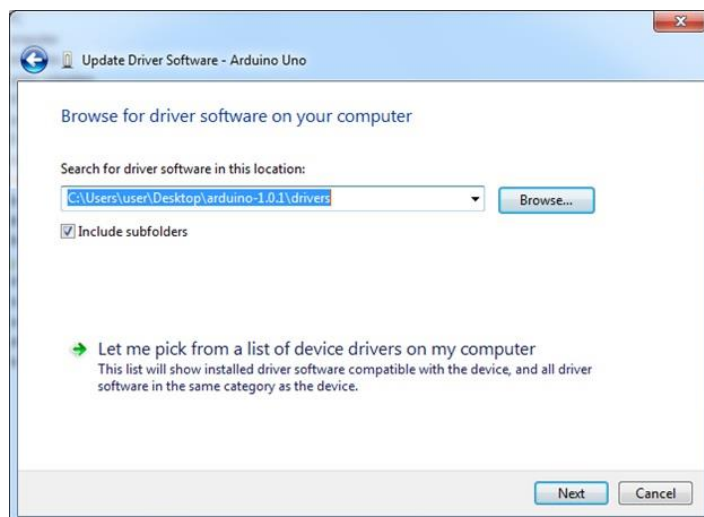 Update Driver Software - Arduino Uno
Browse for driver software on your computer
Search for driver software in this location:
C:\Users\user\Desktop\arduino-1.0.1\drivers
Browse...
Include subfolders
Let me pick from a list of device drivers on my computer
This list will show installed driver software compatible with the device, and all driver
software in the same category as the device.
Next
Cancel